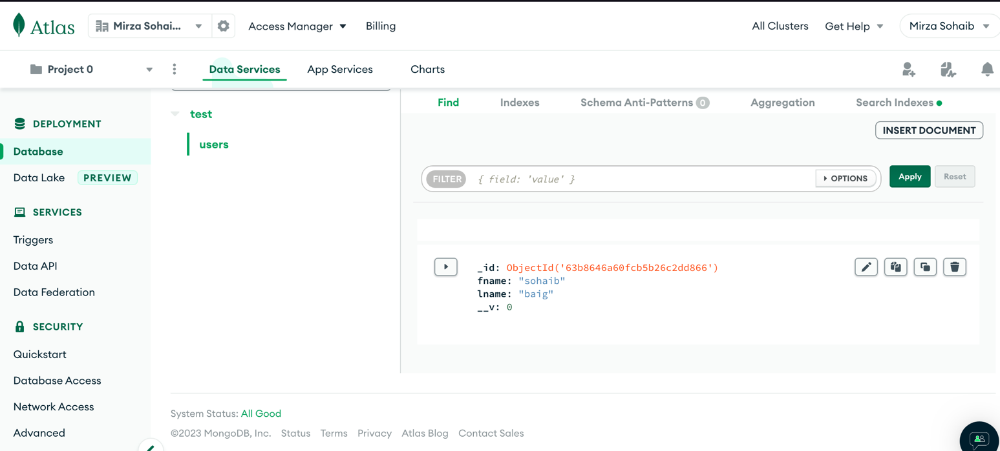 Atlas
Mirza Sohai...
Access Manager
Billing
All Clusters
Get Help
Mirza Sohaib
Project 0
Data Services
App Services
Charts
DEPLOYMENT
Database
Data Lake PREVIEW
SERVICES
Triggers
Data API
Data Federation
SECURITY
Quickstart
Database Access
Network Access
Advanced
test
users
Find
Indexes
Schema Anti-Patterns 0
Aggregation
Search Indexes
INSERT DOCUMENT
FILTER { field: 'value' }
OPTIONS
Apply
Reset
_id: ObjectId('63b8646a60fcb5b26c2dd866')
fname: "sohaib"
lname: "baig"
__v: 0
System Status: All Good
©2023 MongoDB, Inc. Status Terms Privacy Atlas Blog Contact Sales